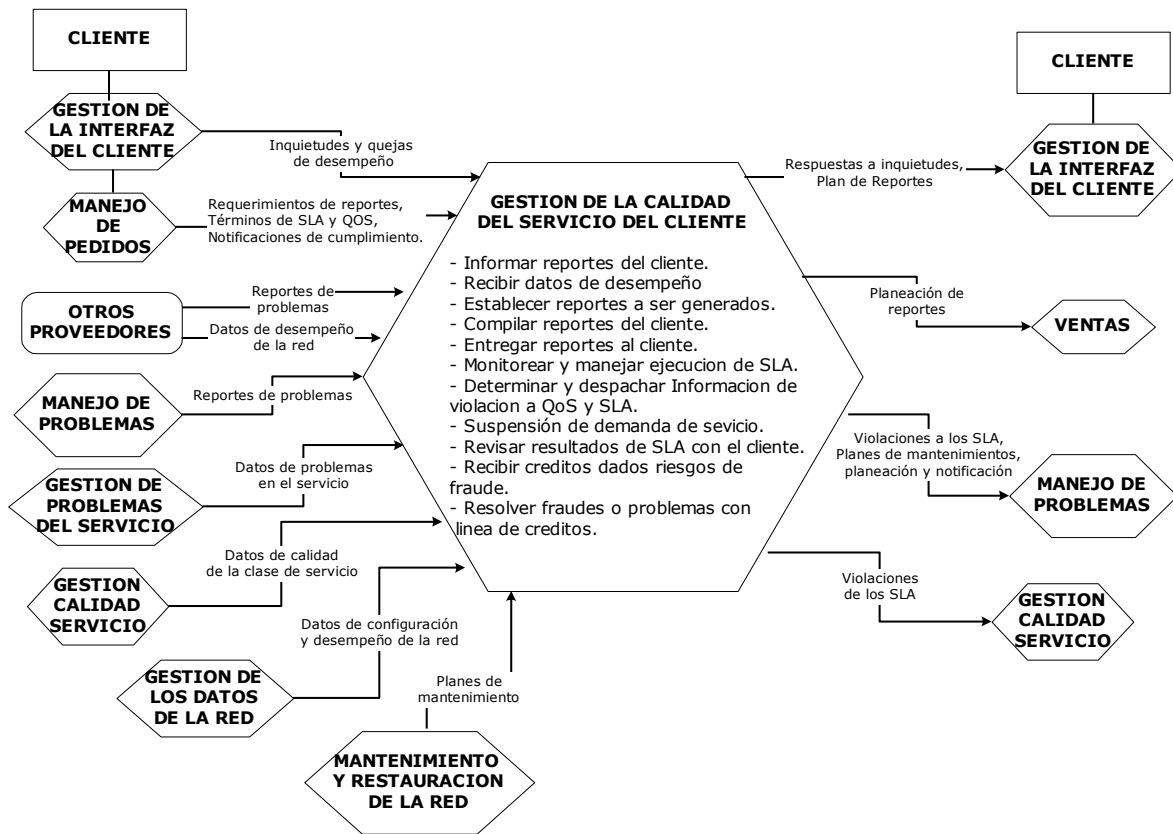 CLIENTE
GESTION DE
LA INTERFAZ
DEL CLIENTE
Inquietudes y quejas
de desempeño
MANEJO
DE
PEDIDOS
Requerimientos de reportes,
Términos de SLA y QOS,
Notificaciones de cumplimiento.
OTROS
PROVEEDORES
Reportes de
problemas
Datos de desempeño
de la red
MANEJO DE
PROBLEMAS
Reportes de problemas
GESTION DE
PROBLEMAS
DEL SERVICIO
Datos de problemas
en el servicio
GESTION
CALIDAD
SERVICIO
Datos de calidad
de la clase de servicio
GESTION DE
LOS DATOS
DE LA RED
Datos de configuración
y desempeño de la red
MANTENIMIENTO
Y RESTAURACION
DE LA RED
Planes de
mantenimiento
GESTION DE LA CALIDAD
DEL SERVICIO DEL CLIENTE
- Informar reportes del cliente.
- Recibir datos de desempeño
- Establecer reportes a ser generados.
- Compilar reportes del cliente.
- Entregar reportes al cliente.
- Monitorear y manejar ejecucion de SLA.
- Determinar y despachar Informacion de
violacion a QoS y SLA.
- Suspensión de demanda de sevicio.
- Revisar resultados de SLA con el cliente.
- Recibir creditos dados riesgos de
fraude.
- Resolver fraudes o problemas con
linea de creditos.
CLIENTE
GESTION DE
LA INTERFAZ
DEL CLIENTE
Respuestas a inquietudes,
Plan de Reportes
Planeación de
reportes
VENTAS
Violaciones a los SLA,
Planes de mantenimientos,
planeación y notificación
MANEJO DE
PROBLEMAS
Violaciones
de los SLA
GESTION
CALIDAD
SERVICIO